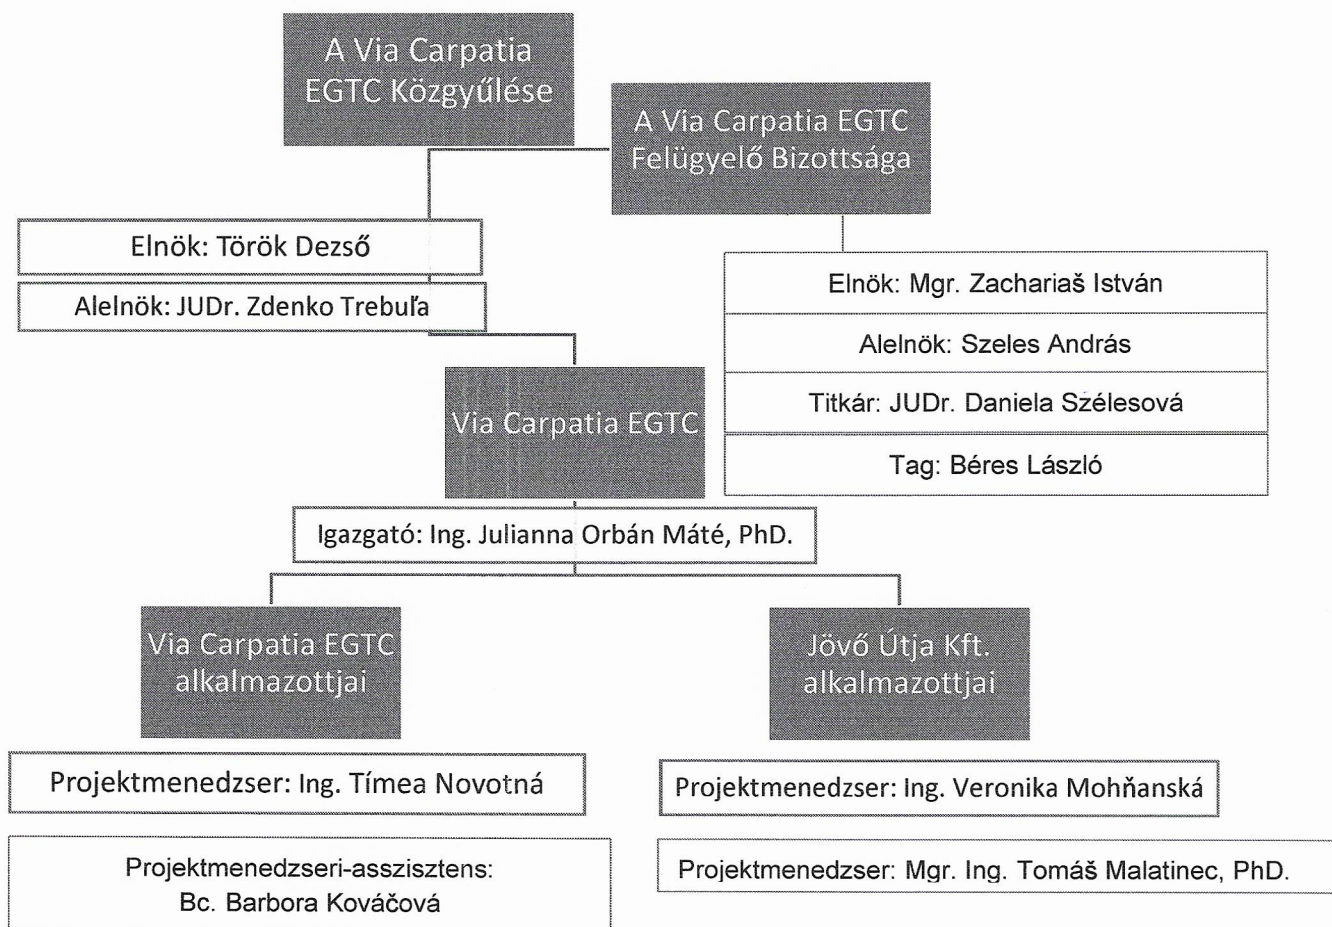 A Via Carpatia
EGTC Közgyűlése
A Via Carpatia EGTC
Felügyelő Bizottsága
Elnök: Török Dezső
Alelnök: JUDr. Zdenko Trebuľa
Elnök: Mgr. Zachariaš István
Alelnök: Szeles András
Titkár: JUDr. Daniela Szélesová
Tag: Béres László
Via Carpatia EGTC
Igazgató: Ing. Julianna Orbán Máté, PhD.
Via Carpatia EGTC
alkalmazottjai
Jövő Útja Kft.
alkalmazottjai
Projektmenedzser: Ing. Tímea Novotná
Projektmenedzser: Ing. Veronika Mohňanská
Projektmenedzseri-asszisztens:
Bc. Barbora Kováčová
Projektmenedzser: Mgr. Ing. Tomáš Malatinec, PhD.